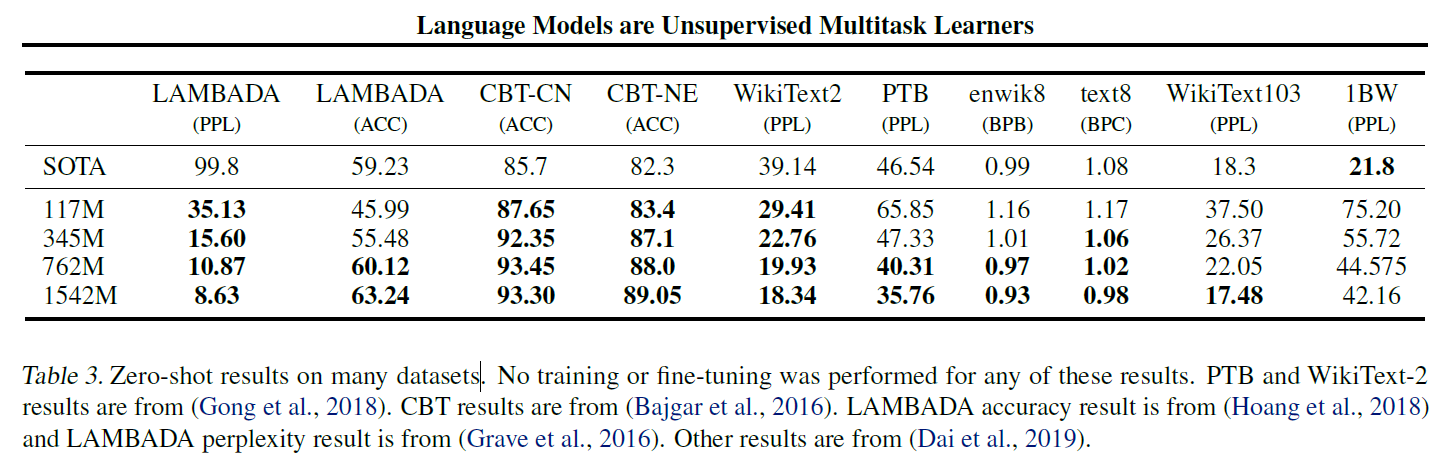 Language Models are Unsupervised Multitask Learners
LAMBADA LAMBADA CBT-CN CBT-NE WikiText2 PTB enwik8 text8 WikiText103 1BW
(PPL) (ACC) (ACC) (ACC) (PPL) (PPL) (BPB) (BPC) (PPL) (PPL)
SOTA 99.8 59.23 85.7 82.3 39.14 46.54 0.99 1.08 18.3 21.8
117M 35.13 45.99 87.65 83.4 29.41 65.85 1.16 1.17 37.50 75.20
345M 15.60 55.48 92.35 87.1 22.76 47.33 1.01 1.06 26.37 55.72
762M 10.87 60.12 93.45 88.0 19.93 40.31 0.97 1.02 22.05 44.575
1542M 8.63 63.24 93.30 89.05 18.34 35.76 0.93 0.98 17.48 42.16
Table 3. Zero-shot results on many datasets. No training or fine-tuning was performed for any of these results. PTB and WikiText-2
results are from (Gong et al., 2018). CBT results are from (Bajgar et al., 2016). LAMBADA accuracy result is from (Hoang et al., 2018)
and LAMBADA perplexity result is from (Grave et al., 2016). Other results are from (Dai et al., 2019).